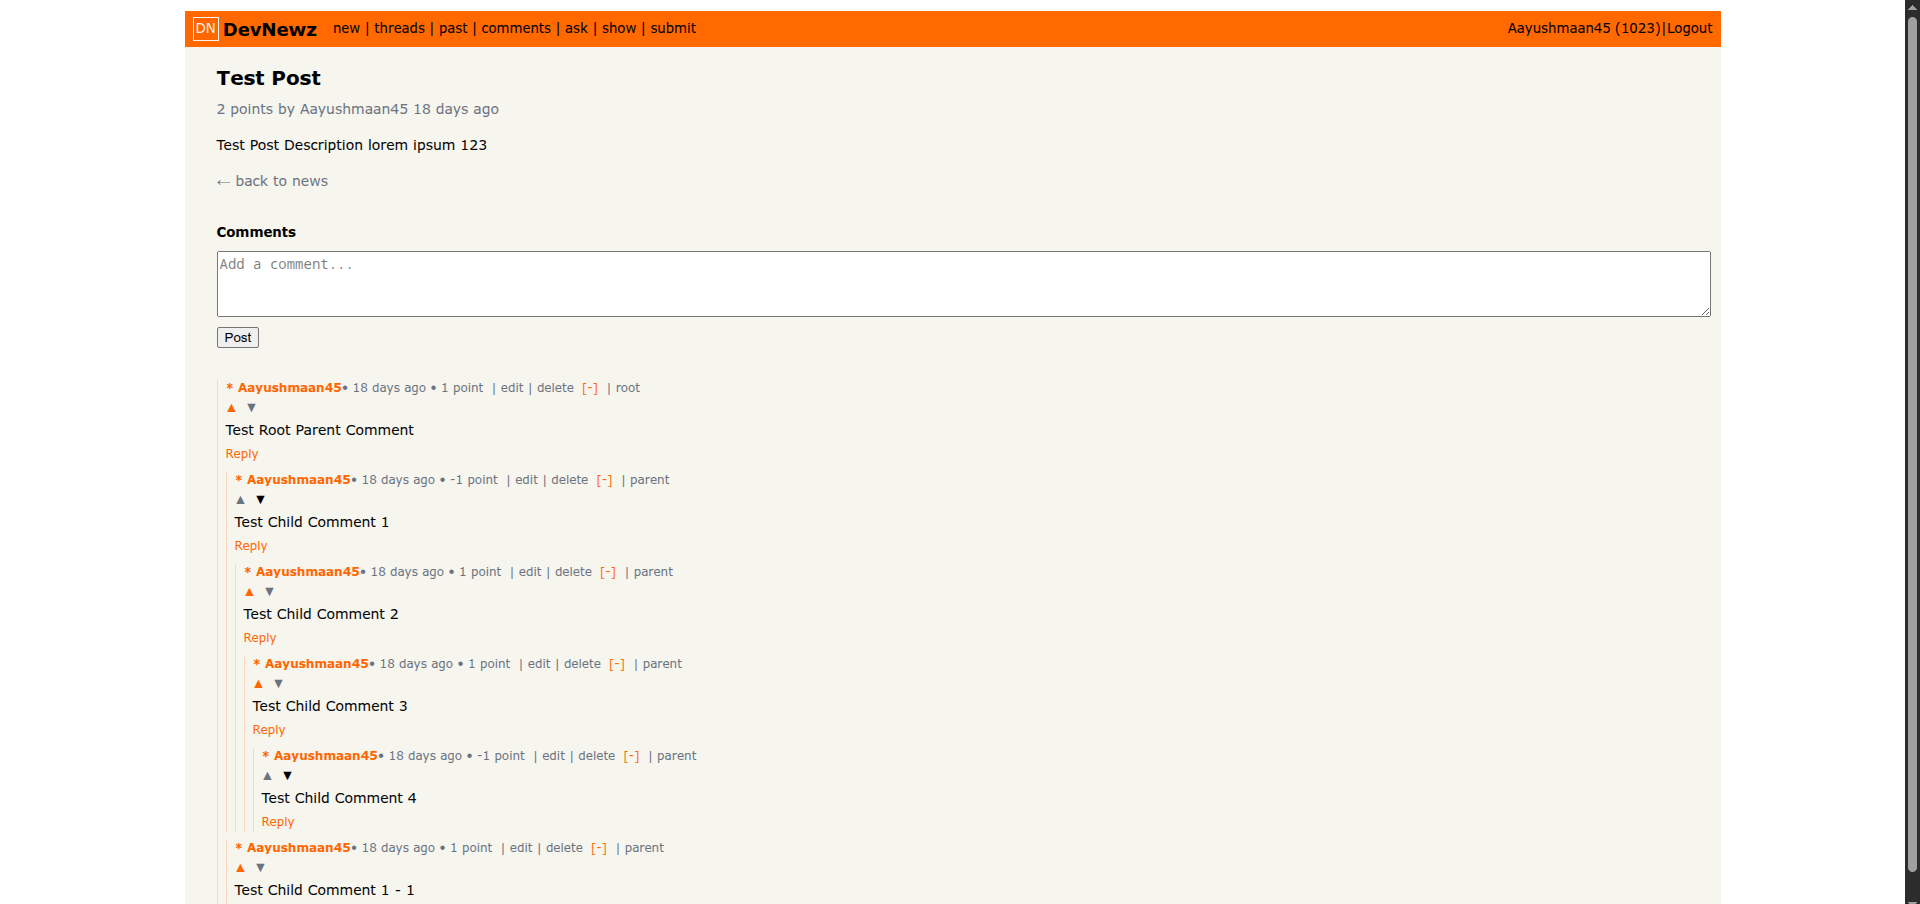 DN DevNewz new | threads | past | comments | ask | show | submit Aayushmaan45 (1023)|Logout
Test Post
2 points by Aayushmaan45 18 days ago
Test Post Description lorem ipsum 123
← back to news
Comments
Add a comment...
Post
* Aayushmaan45• 18 days ago • 1 point | edit | delete [-] | root
▲ ▼
Test Root Parent Comment
Reply
* Aayushmaan45• 18 days ago • -1 point | edit | delete [-] | parent
▲ ▼
Test Child Comment 1
Reply
* Aayushmaan45• 18 days ago • 1 point | edit | delete [-] | parent
▲ ▼
Test Child Comment 2
Reply
* Aayushmaan45• 18 days ago • 1 point | edit | delete [-] | parent
▲ ▼
Test Child Comment 3
Reply
* Aayushmaan45• 18 days ago • -1 point | edit | delete [-] | parent
▲ ▼
Test Child Comment 4
Reply
* Aayushmaan45• 18 days ago • 1 point | edit | delete [-] | parent
▲ ▼
Test Child Comment 1 - 1